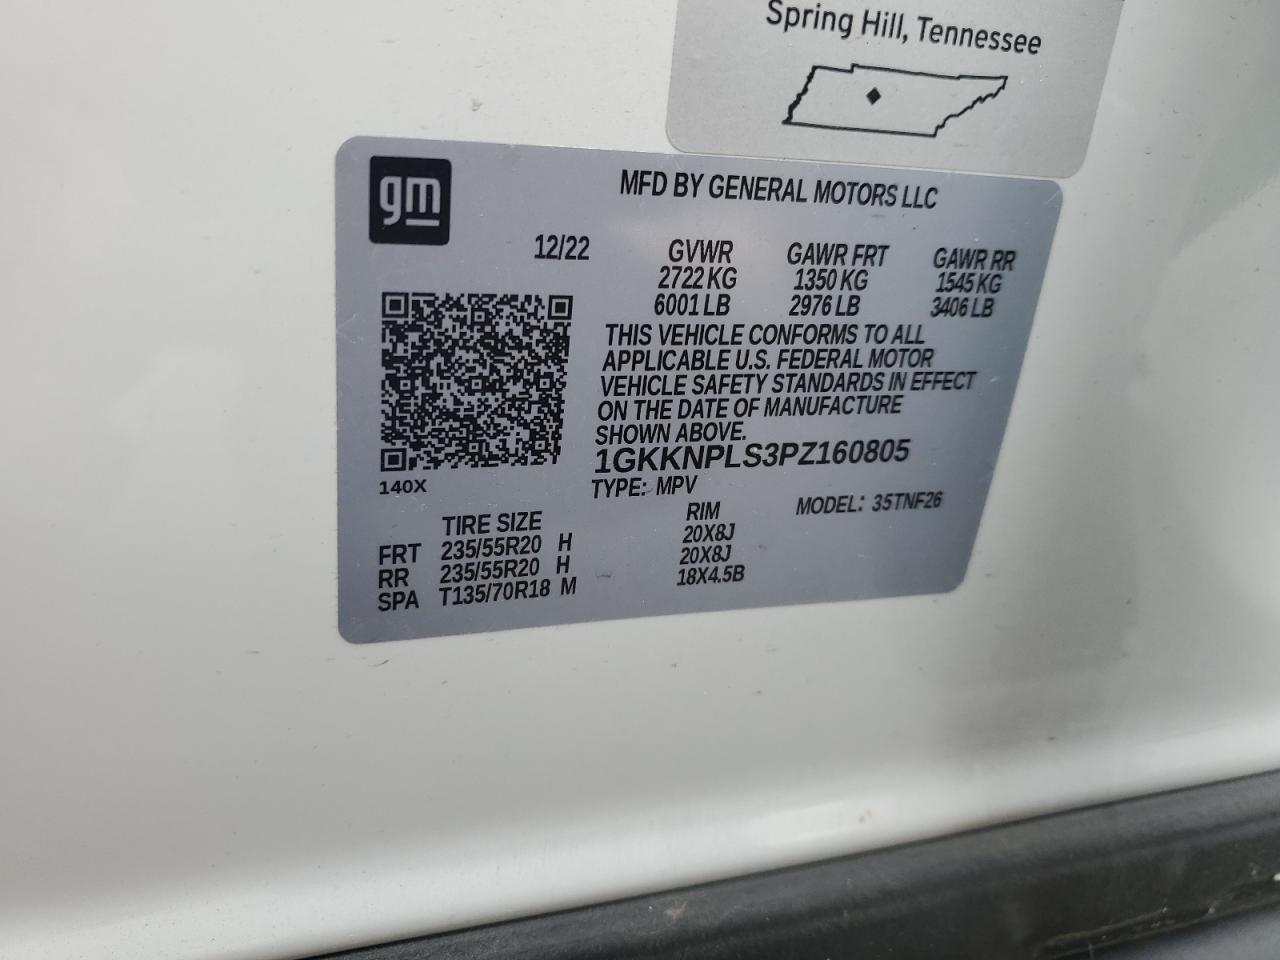 Spring Hill, Tennessee
gm
MFD BY GENERAL MOTORS LLC
12/22 GVWR GAWR FRT GAWR RR
2722 KG 1350 KG 1545 KG
6001 LB 2976 LB 3406 LB
THIS VEHICLE CONFORMS TO ALL
APPLICABLE U.S. FEDERAL MOTOR
VEHICLE SAFETY STANDARDS IN EFFECT
ON THE DATE OF MANUFACTURE
SHOWN ABOVE.
1GKKNPLS3PZ160805
140X
TYPE: MPV
MODEL: 35TNF26
TIRE SIZE RIM
FRT 235/55R20 H 20X8J
RR 235/55R20 H 20X8J
SPA T135/70R18 M 18X4.5B